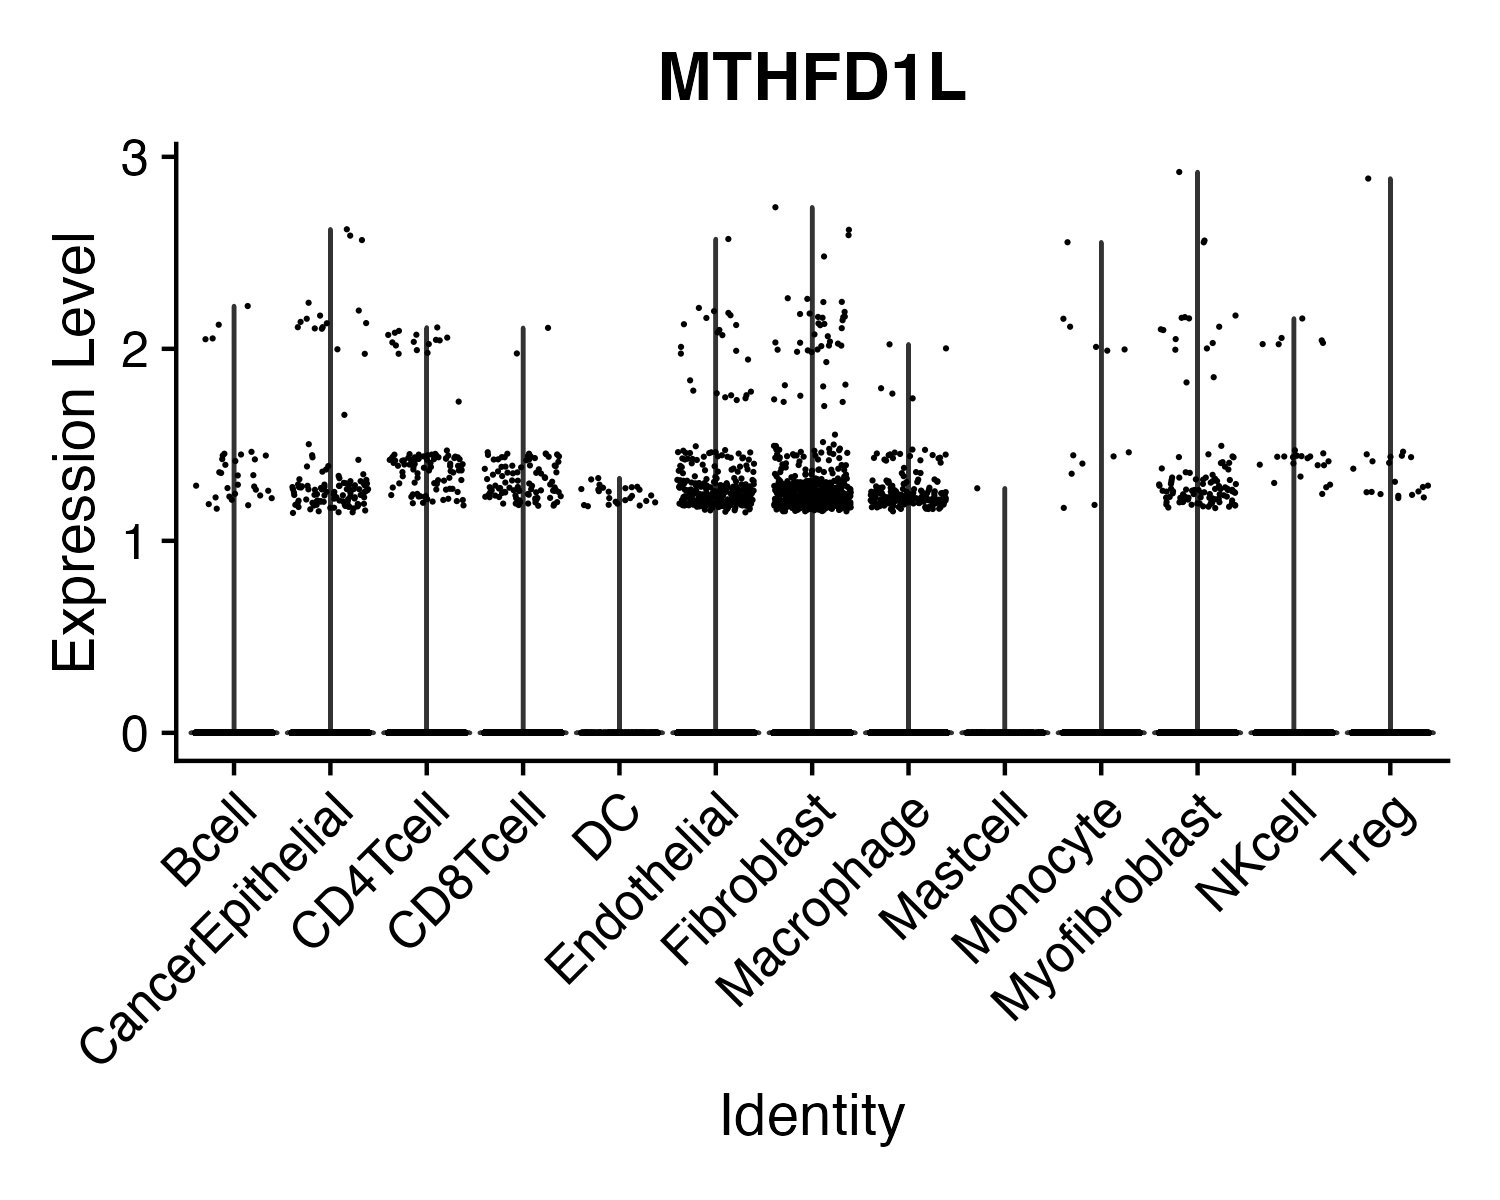 MTHFD1L
3
2
1
0
Expression Level
Bcell
CancerEpithelial
CD4Tcell
CD8Tcell
DC
Endothelial
Fibroblast
Macrophage
Mastcell
Monocyte
Myofibroblast
NKcell
Treg
Identity